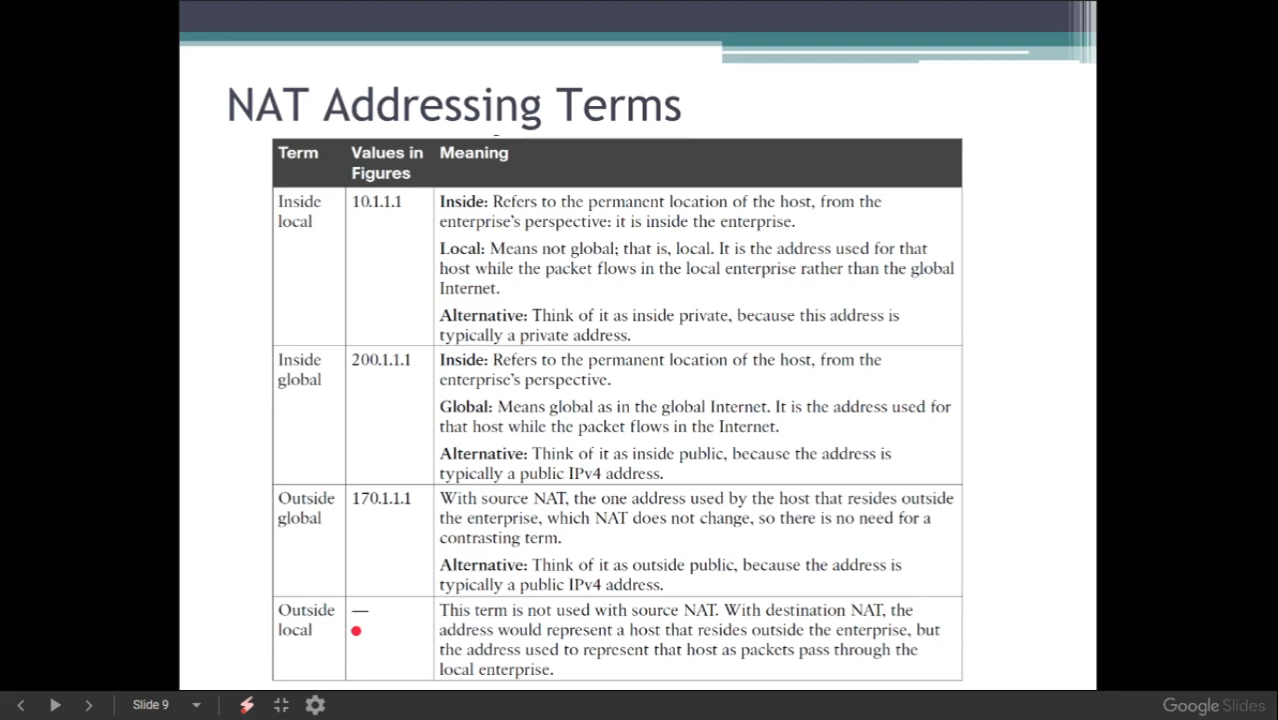 NAT Addressing Terms
Term
Values in
Figures
Meaning
Inside
local
10.1.1.1
Inside: Refers to the permanent location of the host, from the
enterprise's perspective: it is inside the enterprise.
Local: Means not global; that is, local. It is the address used for that
host while the packet flows in the local enterprise rather than the global
Internet.
Alternative: Think of it as inside private, because this address is
typically a private address.
Inside
global
200.1.1.1
Inside: Refers to the permanent location of the host, from the
enterprise's perspective.
Global: Means global as in the global Internet. It is the address used for
that host while the packet flows in the Internet.
Alternative: Think of it as inside public, because the address is
typically a public IPv4 address.
Outside
global
170.1.1.1
With source NAT, the one address used by the host that resides outside
the enterprise, which NAT does not change, so there is no need for a
contrasting term.
Alternative: Think of it as outside public, because the address is
typically a public IPv4 address.
Outside
local
—
This term is not used with source NAT. With destination NAT, the
address would represent a host that resides outside the enterprise, but
the address used to represent that host as packets pass through the
local enterprise.
Slide 9
Google Slides